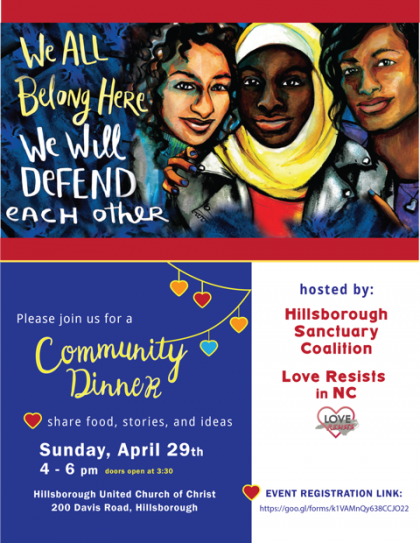 We All
Belong Here
We Will
DEFEND
EACH other
Please join us for a
Community
Dinner
share food, stories, and ideas
Sunday, April 29th
4 - 6 pm doors open at 3:30
Hillsborough United Church of Christ
200 Davis Road, Hillsborough
hosted by:
Hillsborough
Sanctuary
Coalition
Love Resists
in NC
LOVE
RESISTS
EVENT REGISTRATION LINK:
https://goo.gl/forms/k1VAMnQy638CCJO22